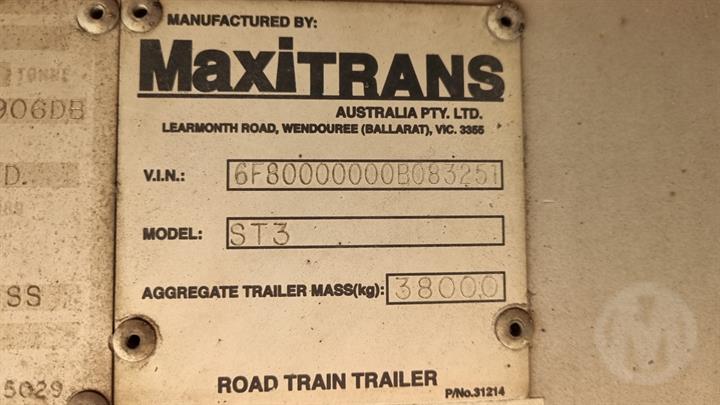 MANUFACTURED BY:
MaxiTRANS
AUSTRALIA PTY. LTD.
LEARMONTH ROAD, WENDOUREE (BALLARAT), VIC. 3355
V.I.N.: 6F80000000B083251
MODEL: ST3
AGGREGATE TRAILER MASS(kg): 38000
ROAD TRAIN TRAILER
P/No.31214
TONNE
906DB
D.
SS
5029
M